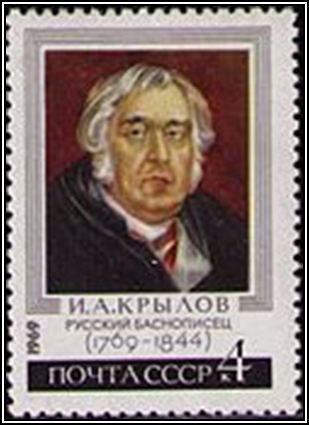 И.А.КРЫЛОВ
РУССКИЙ БАСНОПИСЕЦ
(1769-1844)
1969
ПОЧТА СССР 4
к